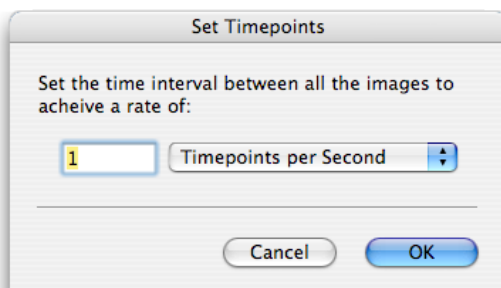 Set Timepoints
Set the time interval between all the images to
acheive a rate of:
1 Timepoints per Second
Cancel OK